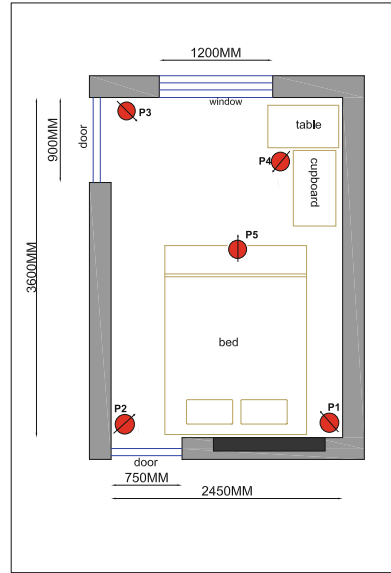 1200MM
window
P3
table
door
900MM
P4
cupboard
P5
3600MM
bed
P2
P1
door
750MM
2450MM